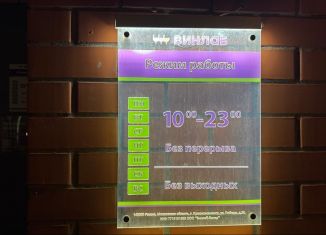 ВИНЛАБ
Режим работы
ПН
ВТ
СР
ЧТ
ПТ
СБ
ВС
10⁰⁰-23⁰⁰
Без перерыва
Без выходных